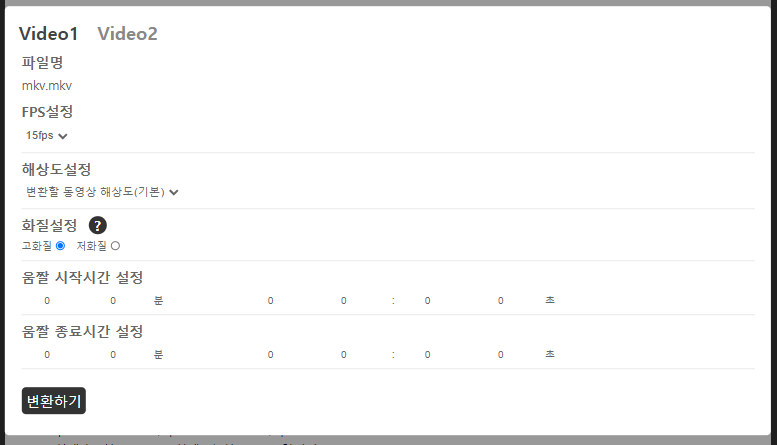 Video1 Video2
파일명
mkv.mkv
FPS설정
15fps
해상도설정
변환할 동영상 해상도(기본)
화질설정 ?
고화질 저화질
움짤 시작시간 설정
0 0 분 0 0 : 0 0 초
움짤 종료시간 설정
0 0 분 0 0 : 0 0 초
변환하기